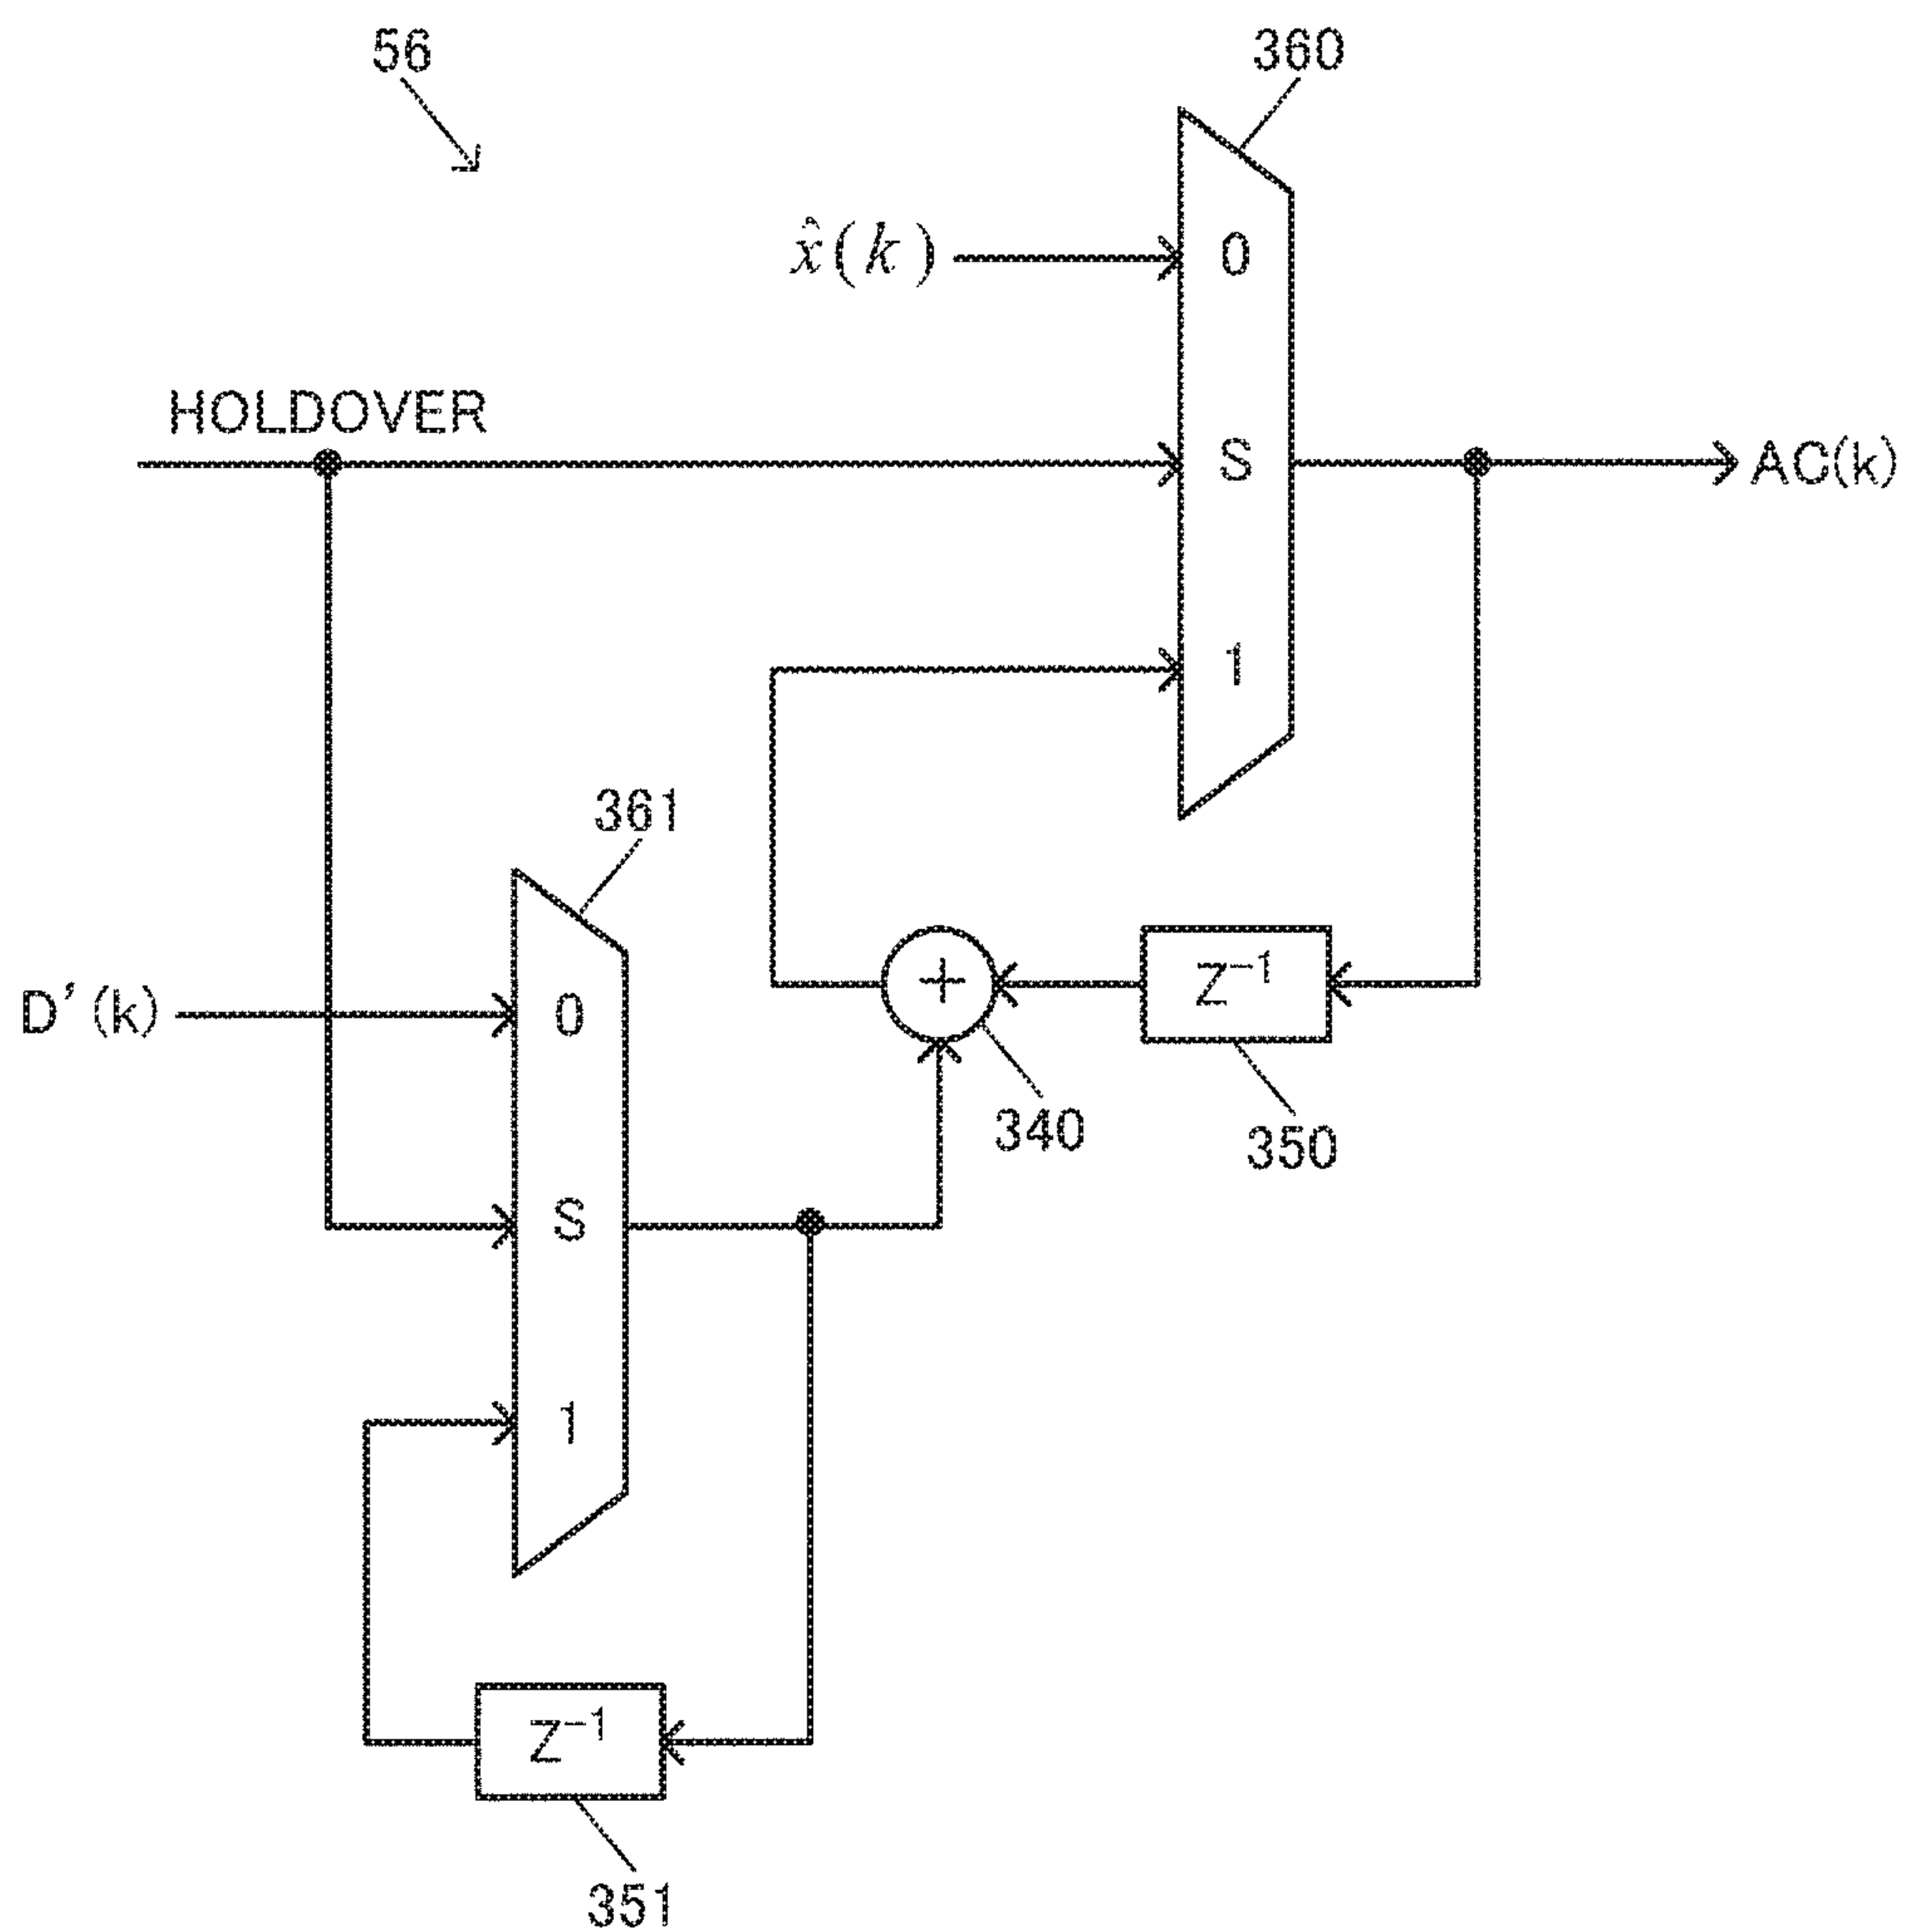 56
360
x̂(k)
0
HOLDOVER
S
AC(k)
1
361
D'(k)
0
+
Z⁻¹
340
350
S
1
Z⁻¹
351